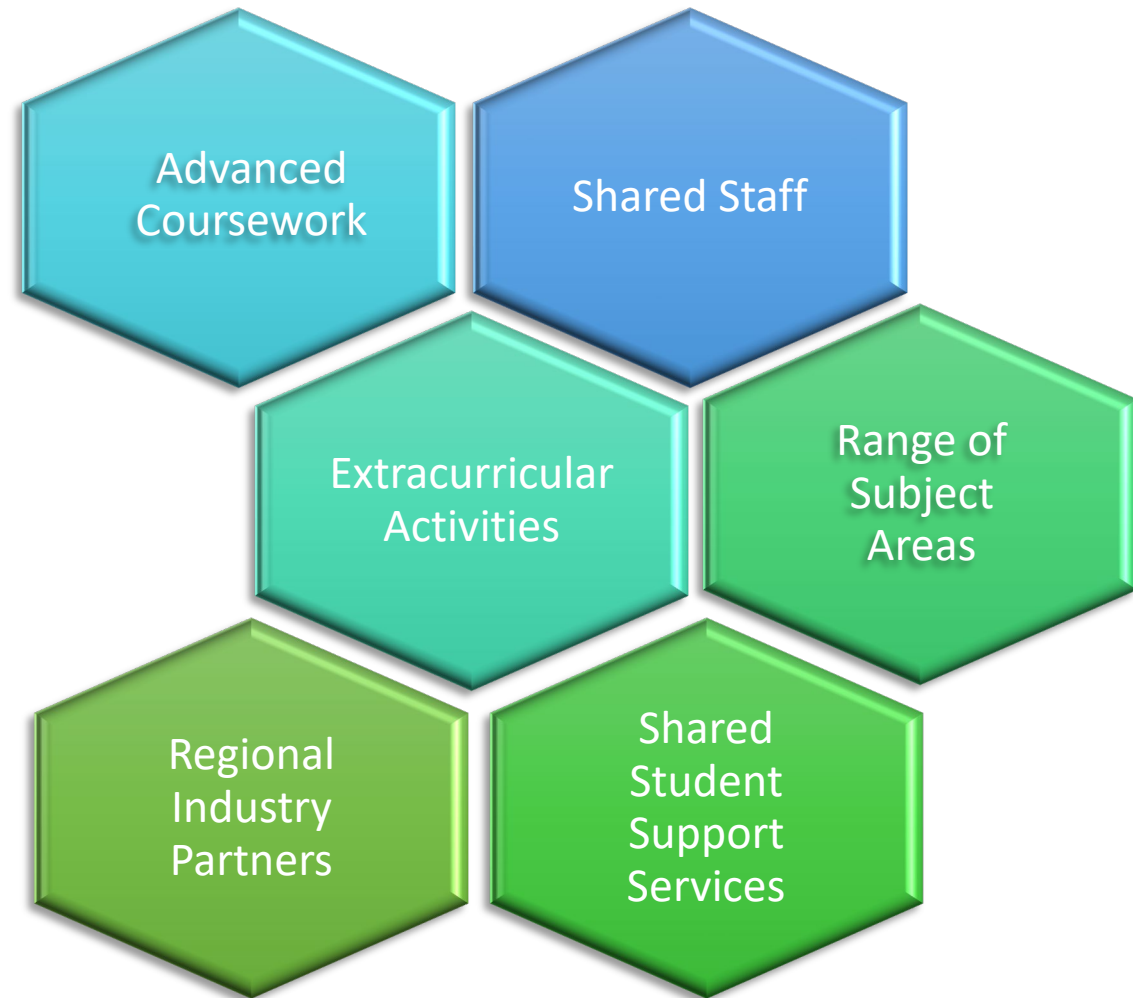 Advanced
Coursework
Shared Staff
Extracurricular
Activities
Range of
Subject
Areas
Regional
Industry
Partners
Shared
Student
Support
Services